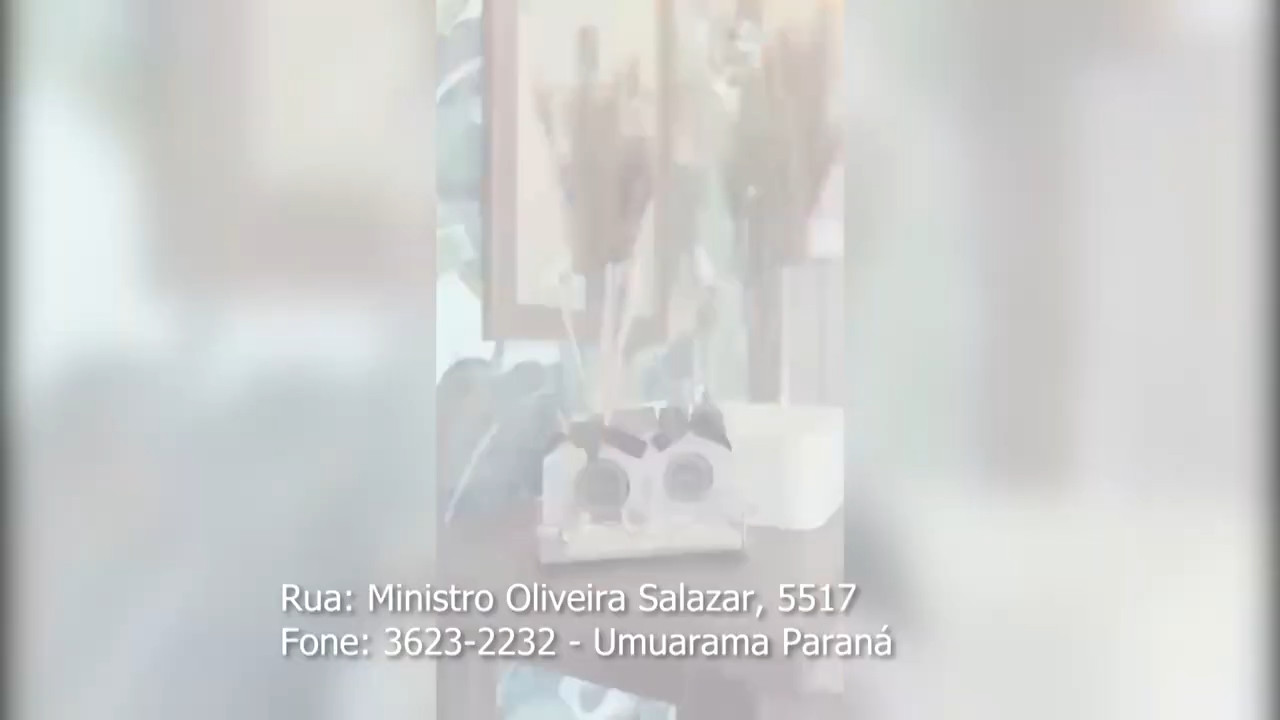 Rua: Ministro Oliveira Salazar, 5517
Fone: 3623-2232 - Umuarama Paraná